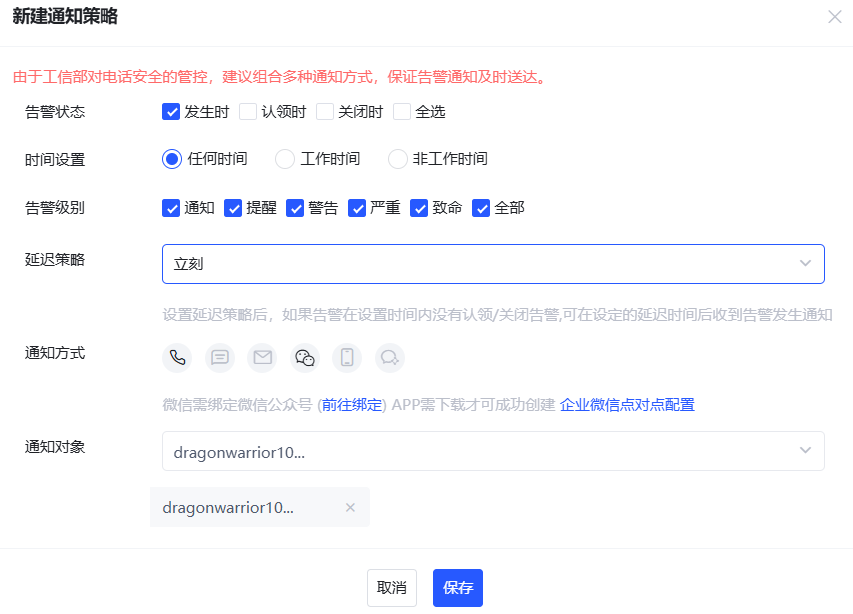 新建通知策略
由于工信部对电话安全的管控，建议组合多种通知方式，保证告警通知及时送达。
告警状态 发生时 认领时 关闭时 全选
时间设置 任何时间 工作时间 非工作时间
告警级别 通知 提醒 警告 严重 致命 全部
延迟策略 立刻
设置延迟策略后，如果告警在设置时间内没有认领/关闭告警,可在设定的延迟时间后收到告警发生通知
通知方式
微信需绑定微信公众号 (前往绑定) APP需下载才可成功创建 企业微信点对点配置
通知对象 dragonwarrior10...
dragonwarrior10...
取消 保存